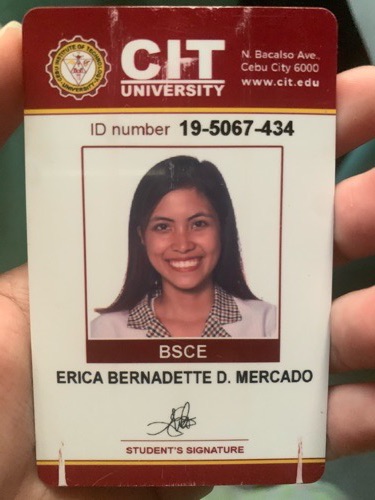 CIT
UNIVERSITY
N. Bacalso Ave.,
Cebu City 6000
www.cit.edu
ID number 19-5067-434
BSCE
ERICA BERNADETTE D. MERCADO
STUDENT'S SIGNATURE